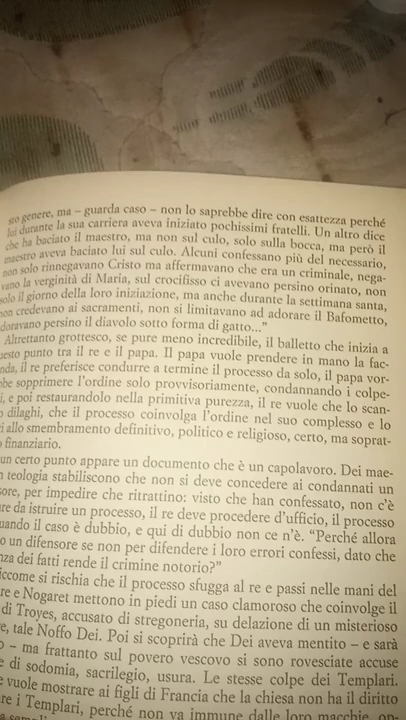 sto genere, ma – guarda caso – non lo saprebbe dire con esattezza perché
lui durante la sua carriera aveva iniziato pochissimi fratelli. Un altro dice
che ha baciato il maestro, ma non sul culo, solo sulla bocca, ma però il
maestro aveva baciato lui sul culo. Alcuni confessano più del necessario,
non solo rinnegavano Cristo ma affermavano che era un criminale, nega-
vano la verginità di Maria, sul crocifisso ci avevano persino orinato, non
solo il giorno della loro iniziazione, ma anche durante la settimana santa,
non credevano ai sacramenti, non si limitavano ad adorare il Bafometto,
doravano persino il diavolo sotto forma di gatto..."
Altrettanto grottesco, se pure meno incredibile, il balletto che inizia a
uesto punto tra il re e il papa. Il papa vuole prendere in mano la fac-
nda, il re preferisce condurre a termine il processo da solo, il papa vor-
bbe sopprimere l'ordine solo provvisoriamente, condannando i colpe-
i, e poi restaurandolo nella primitiva purezza, il re vuole che lo scan-
o dilaghi, che il processo coinvolga l'ordine nel suo complesso e lo
i allo smembramento definitivo, politico e religioso, certo, ma soprat-
o finanziario.
un certo punto appare un documento che è un capolavoro. Dei mae-
n teologia stabiliscono che non si deve concedere ai condannati un
sore, per impedire che ritrattino: visto che han confessato, non c'è
ure da istruire un processo, il re deve procedere d'ufficio, il processo
uando il caso è dubbio, e qui di dubbio non ce n'è. "Perché allora
o un difensore se non per difendere i loro errori confessi, dato che
nza dei fatti rende il crimine notorio?"
iccome si rischia che il processo sfugga al re e passi nelle mani del
re e Nogaret mettono in piedi un caso clamoroso che coinvolge il
di Troyes, accusato di stregoneria, su delazione di un misterioso
e, tale Noffo Dei. Poi si scoprirà che Dei aveva mentito – e sarà
o – ma frattanto sul povero vescovo si sono rovesciate accuse
e di sodomia, sacrilegio, usura. Le stesse colpe dei Templari.
e vuole mostrare ai figli di Francia che la chiesa non ha il diritto
re i Templari, perché non va immune dalle loro macchie,